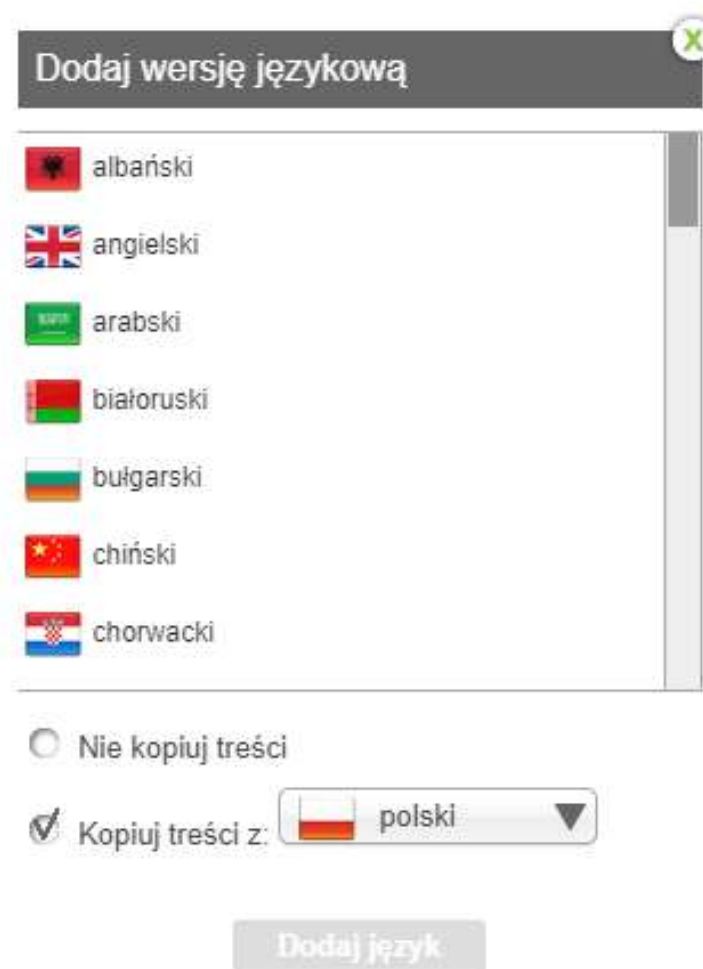 Dodaj wersję językową
X
albański
angielski
arabski
białoruski
bułgarski
chiński
chorwacki
Nie kopiuj treści
Kopiuj treści z: polski
Dodaj język